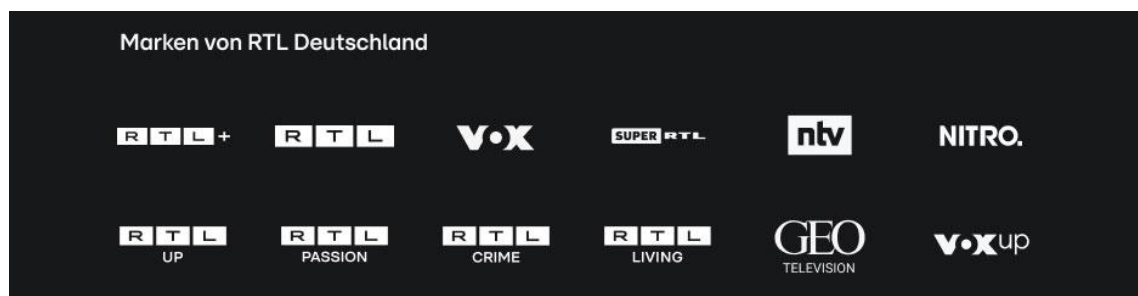 Marken von RTL Deutschland
RTL+ RTL VOX SUPER RTL ntv NITRO.
RTL RTL RTL RTL GEO VOXup
UP PASSION CRIME LIVING TELEVISION